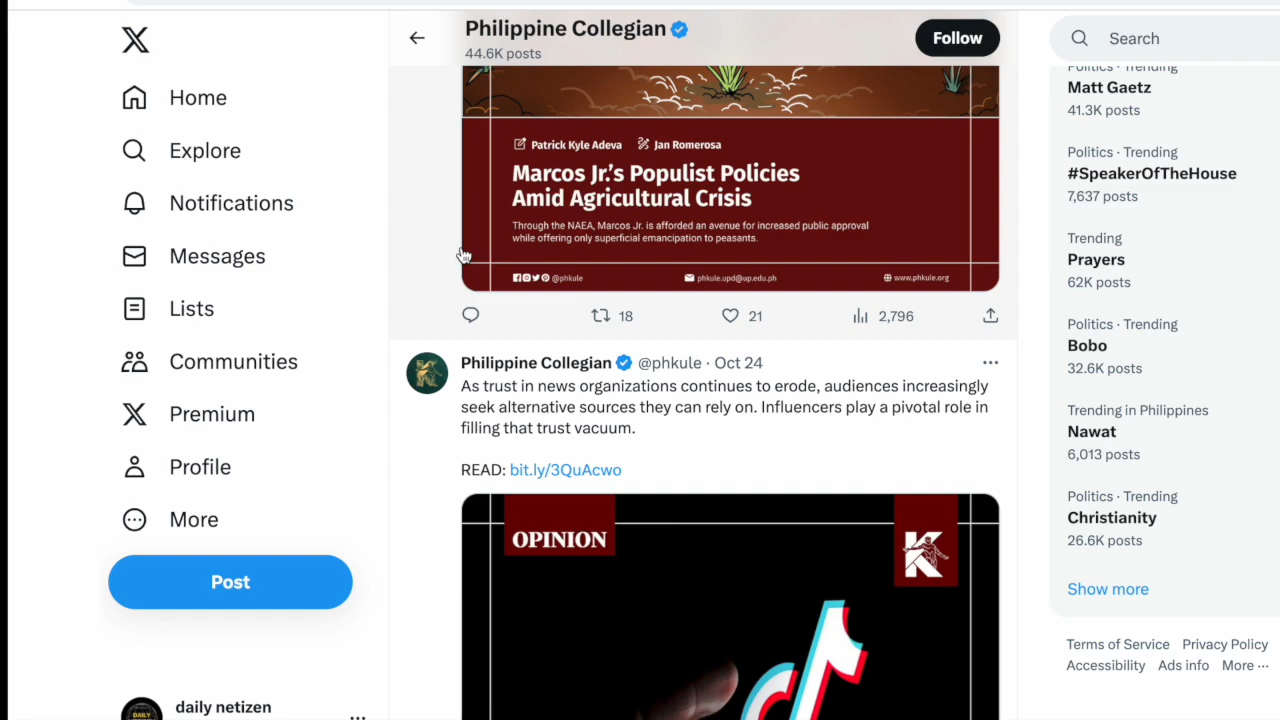 Home
Explore
Notifications
Messages
Lists
Communities
Premium
Profile
More
Post
daily netizen
Philippine Collegian
44.6K posts
Follow
Patrick Kyle Adeva Jan Romerosa
Marcos Jr.'s Populist Policies
Amid Agricultural Crisis
Through the NAEA, Marcos Jr. is afforded an avenue for increased public approval
while offering only superficial emancipation to peasants.
@phkule phkule.upd@up.edu.ph www.phkule.org
18 21 2,796
Philippine Collegian @phkule · Oct 24
As trust in news organizations continues to erode, audiences increasingly
seek alternative sources they can rely on. Influencers play a pivotal role in
filling that trust vacuum.
READ: bit.ly/3QuAcwo
OPINION
K
Search
Politics · Trending
Matt Gaetz
41.3K posts
Politics · Trending
#SpeakerOfTheHouse
7,637 posts
Trending
Prayers
62K posts
Politics · Trending
Bobo
32.6K posts
Trending in Philippines
Nawat
6,013 posts
Politics · Trending
Christianity
26.6K posts
Show more
Terms of Service Privacy Policy
Accessibility Ads info More ...